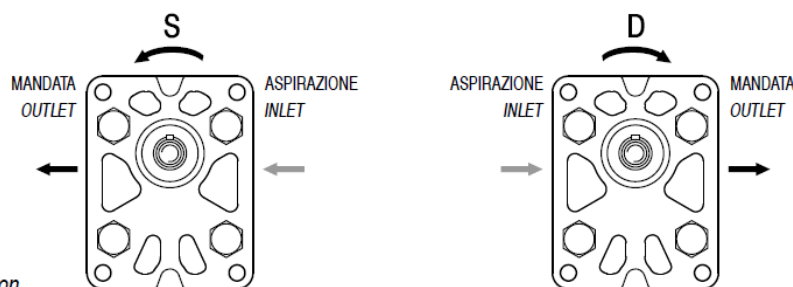 S
D
MANDATA
OUTLET
ASPIRAZIONE
INLET
ASPIRAZIONE
INLET
MANDATA
OUTLET